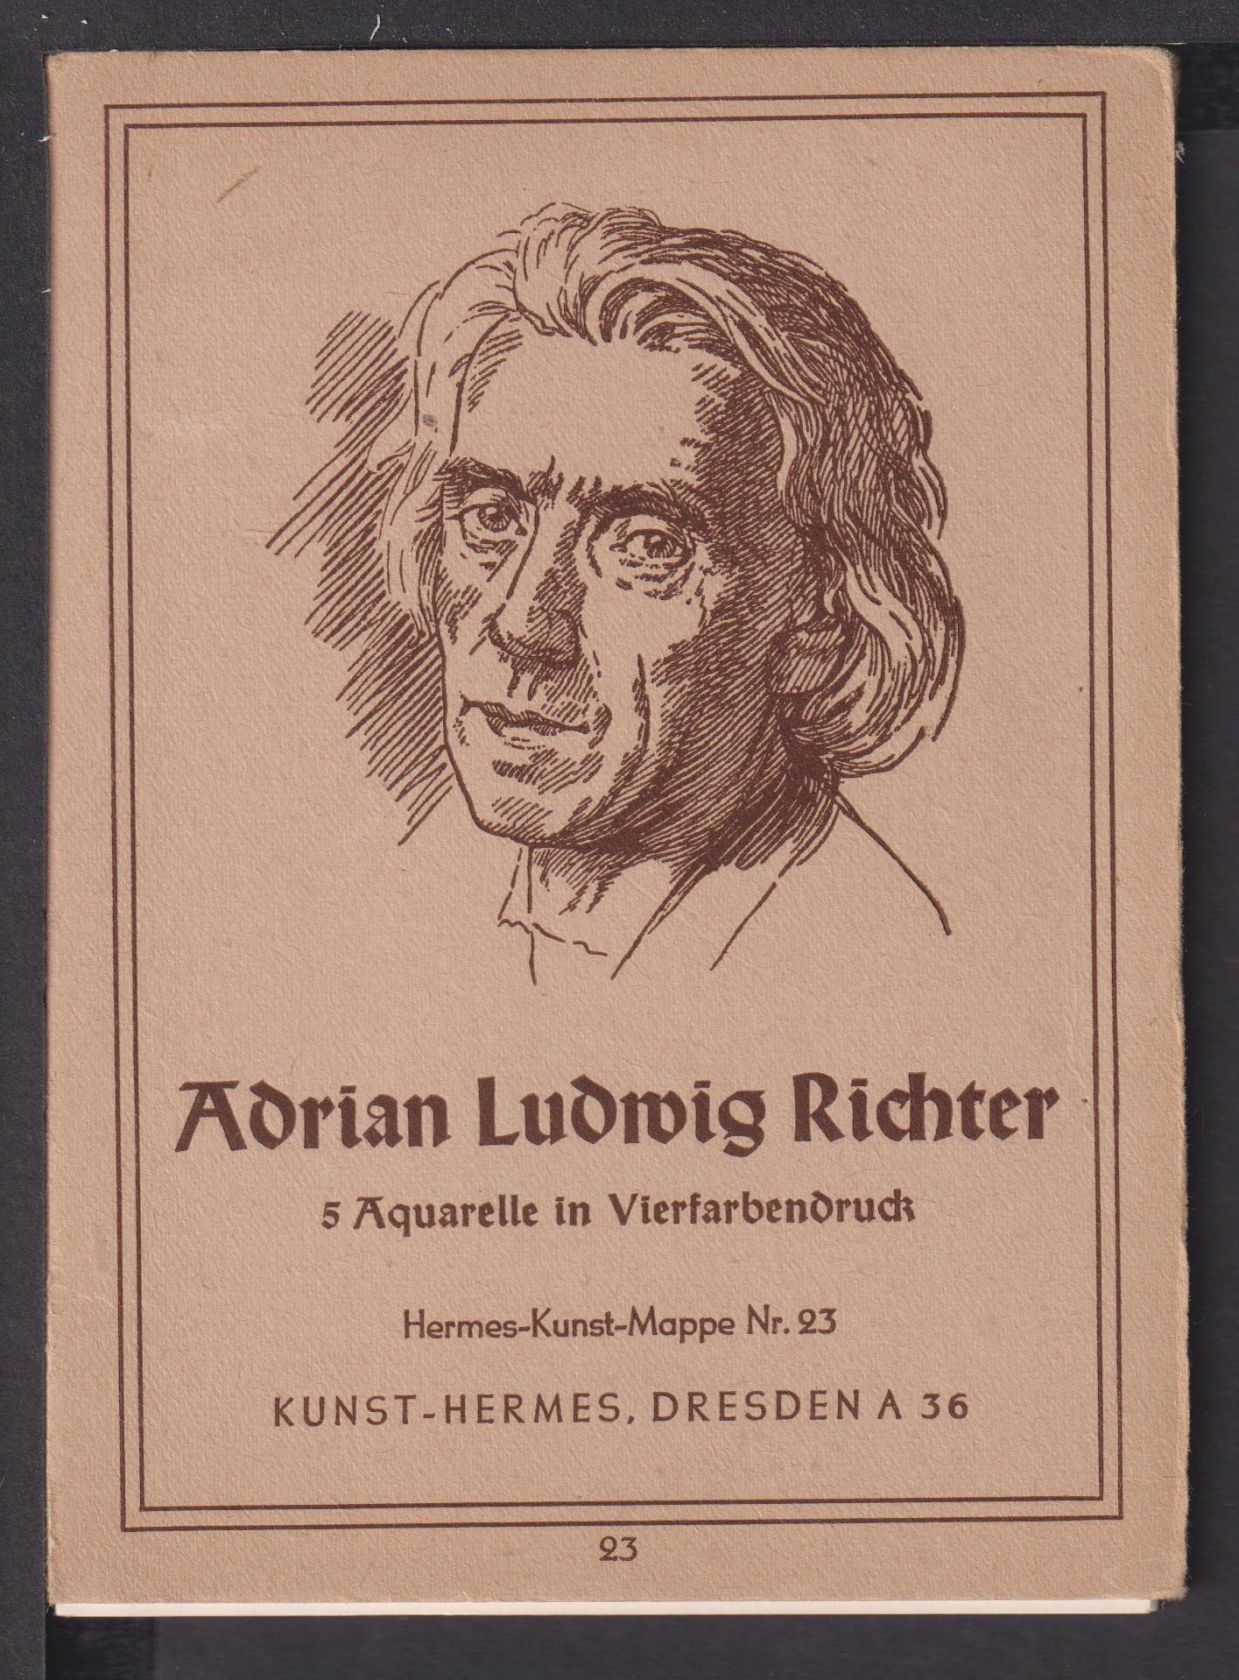 Adrian Ludwig Richter
5 Aquarelle in Vierfarbendruck
Hermes-Kunst-Mappe Nr. 23
KUNST-HERMES, DRESDEN A 36
23